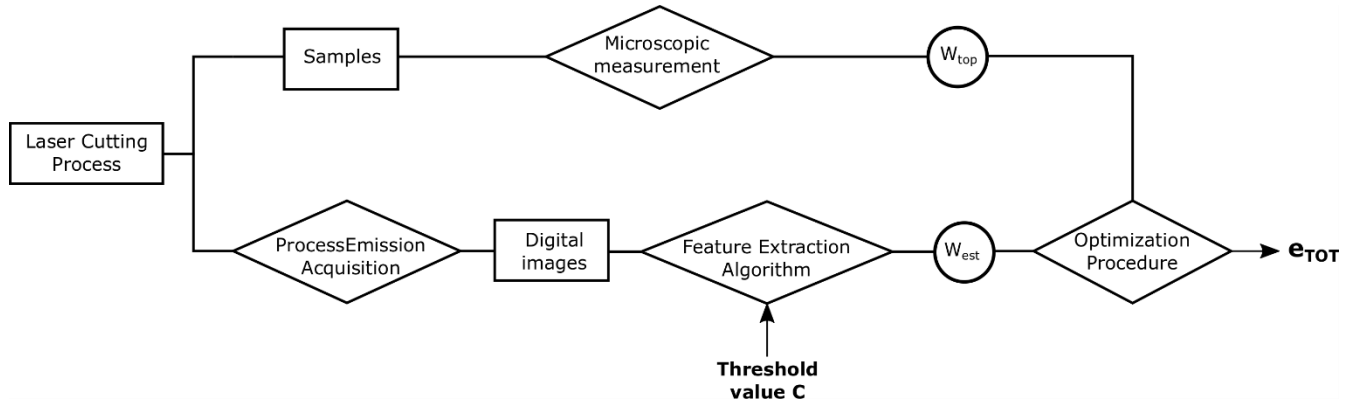 Samples
Microscopic
measurement
W_top
Laser Cutting
Process
ProcessEmission
Acquisition
Digital
images
Feature Extraction
Algorithm
W_est
Optimization
Procedure
e_TOT
Threshold
value C